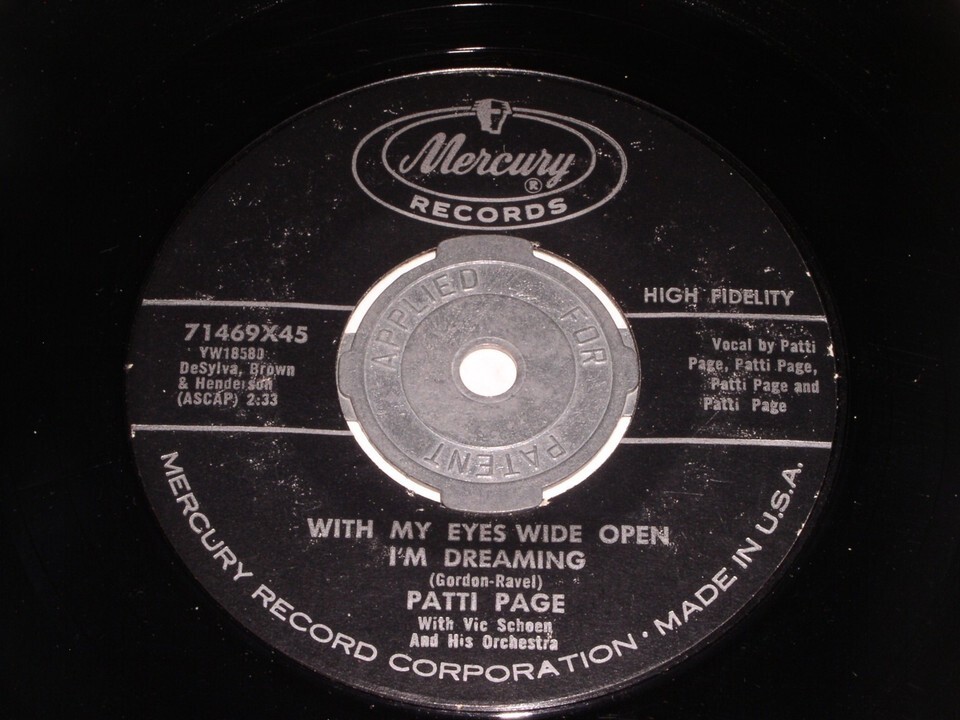 Mercury
®
RECORDS
HIGH FIDELITY
71469X45
YW18580
DeSylva, Brown
& Henderson
(ASCAP) 2:33
APPLIED FOR PATENT
Vocal by Patti
Page, Patti Page,
Patti Page and
Patti Page
WITH MY EYES WIDE OPEN
I'M DREAMING
(Gordon-Ravel)
PATTI PAGE
With Vic Schoen
And His Orchestra
MERCURY RECORD CORPORATION · MADE IN U.S.A.